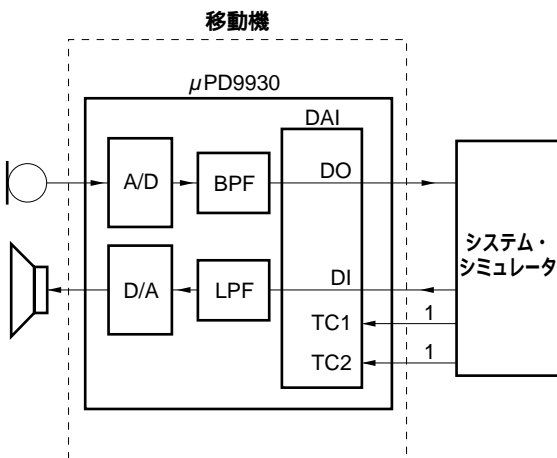 移動機
μPD9930
DAI
A/D
BPF
DO
D/A
LPF
DI
TC1
TC2
1
1
システム・
シミュレータ